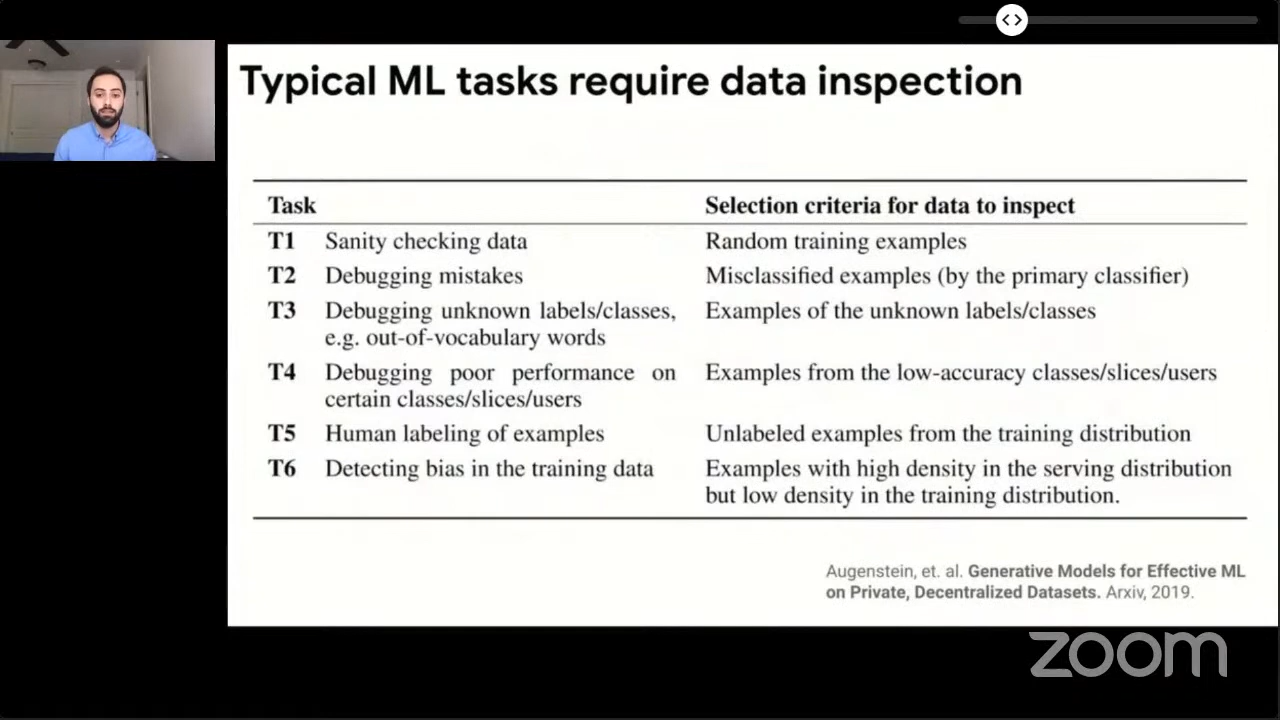 Typical ML tasks require data inspection
Task Selection criteria for data to inspect
T1 Sanity checking data Random training examples
T2 Debugging mistakes Misclassified examples (by the primary classifier)
T3 Debugging unknown labels/classes, Examples of the unknown labels/classes
e.g. out-of-vocabulary words
T4 Debugging poor performance on Examples from the low-accuracy classes/slices/users
certain classes/slices/users
T5 Human labeling of examples Unlabeled examples from the training distribution
T6 Detecting bias in the training data Examples with high density in the serving distribution
but low density in the training distribution.
Augenstein, et. al. Generative Models for Effective ML
on Private, Decentralized Datasets. Arxiv, 2019.
zoom